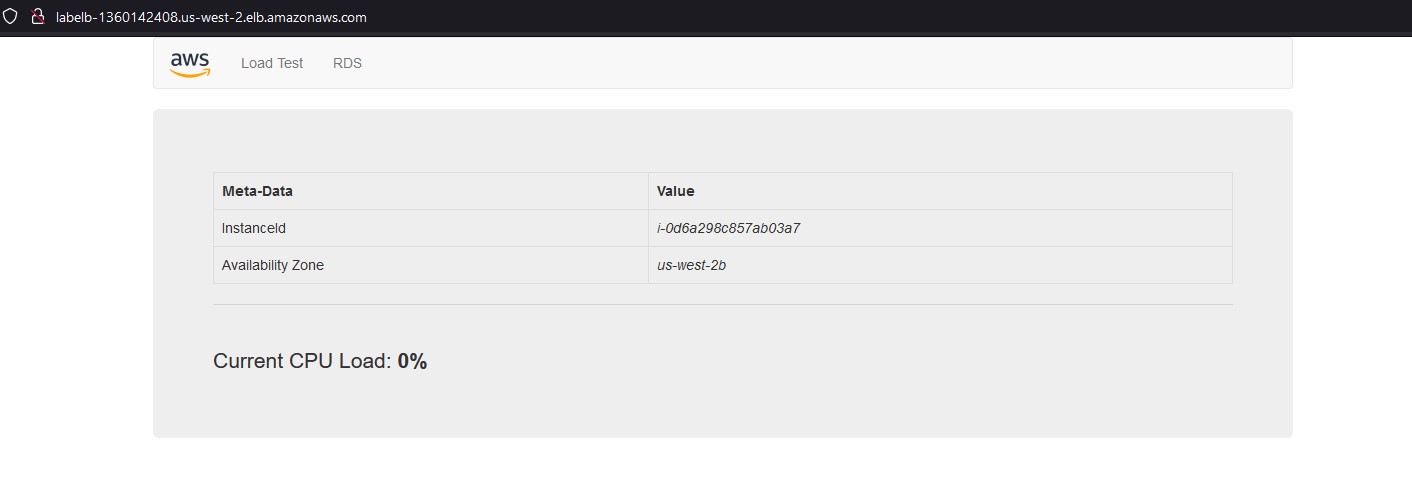 labelb-1360142408.us-west-2.elb.amazonaws.com
aws Load Test RDS
Meta-Data Value
InstanceId i-0d6a298c857ab03a7
Availability Zone us-west-2b
Current CPU Load: 0%